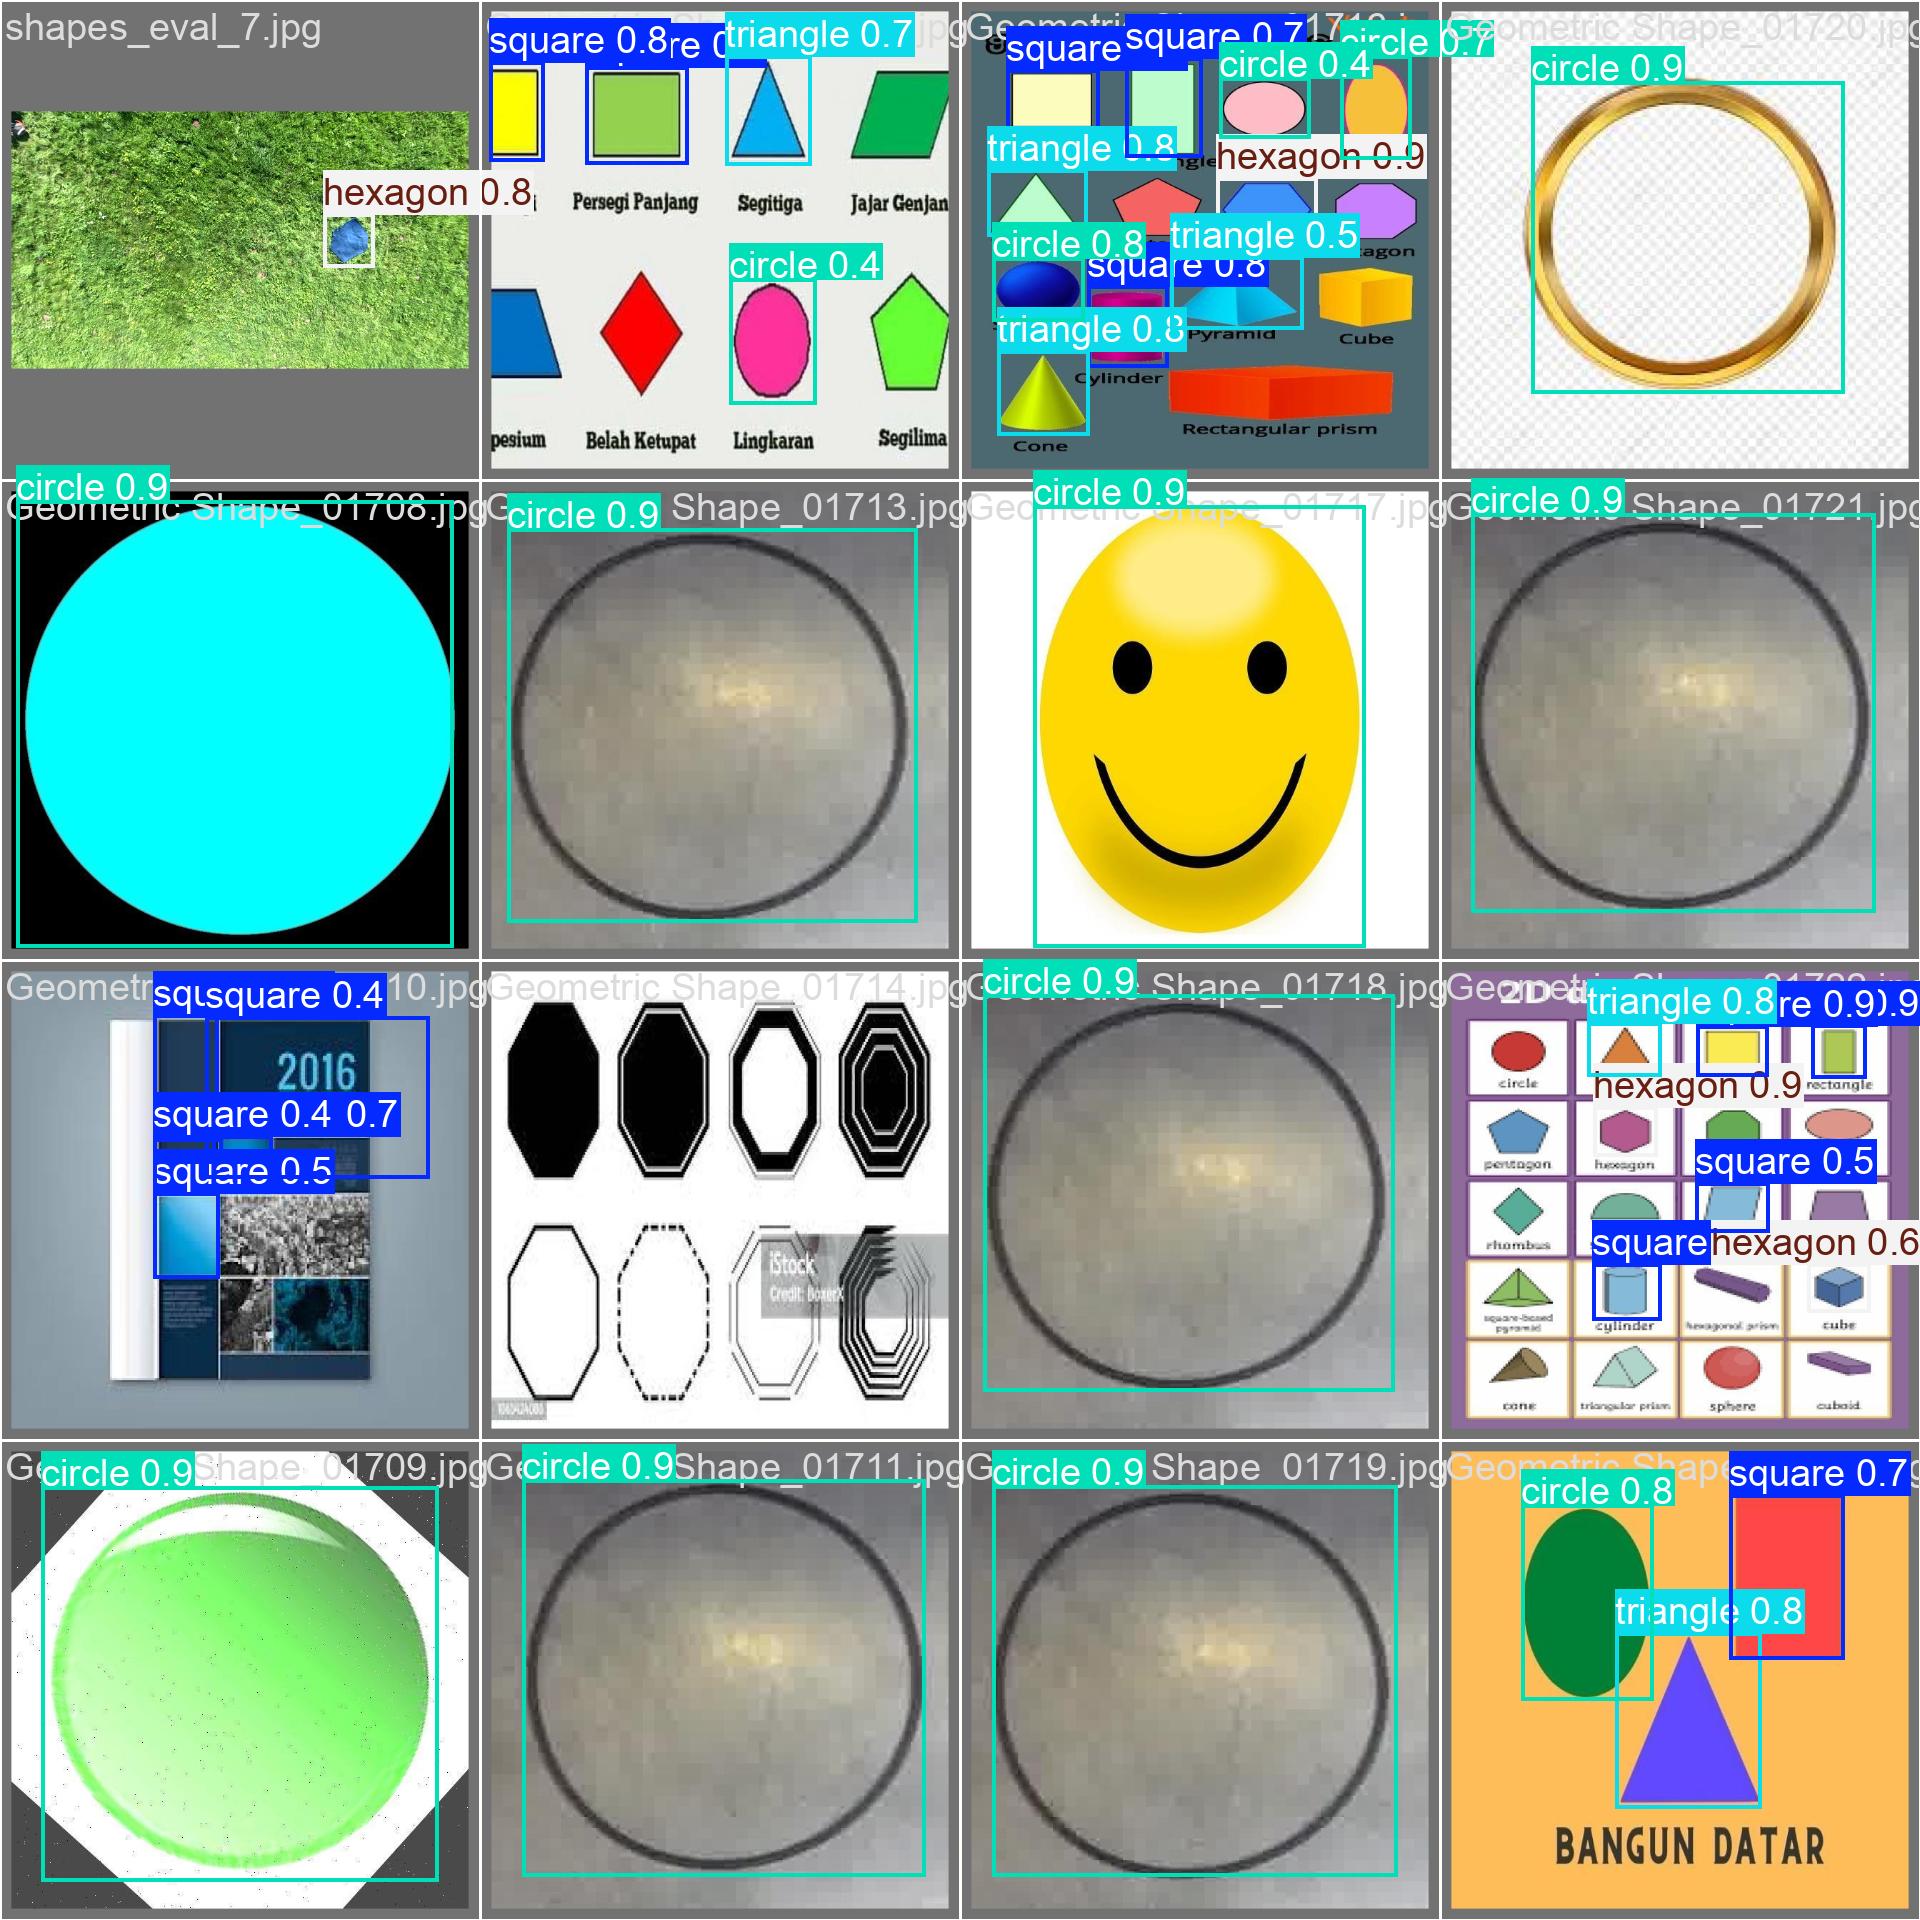 shapes_eval_7.jpg
hexagon 0.8
square 0.8
triangle 0.7
Persegi Panjang
Segitiga
Jajar Genjan
circle 0.4
pesium
Belah Ketupat
Lingkaran
Segilima
square
square 0.7
circle 0.7
circle 0.4
triangle 0.8
hexagon 0.9
circle 0.8
triangle 0.5
square 0.8
agon
triangle 0.8
Pyramid
Cube
Cylinder
Rectangular prism
Cone
Geometric Shape_01720.jpg
circle 0.9
circle 0.9
Geometric Shape_01708.jpg
circle 0.9
Shape_01713.jpg
circle 0.9
Geometric Shape_01717.jpg
circle 0.9
Shape_01721.jpg
Geometr
square 0.4
10.jpg
2016
square 0.4
0.7
square 0.5
Geometric Shape_01714.jpg
iStock
Credit: BoxerX
circle 0.9
Shape_01718.jpg
2D
triangle 0.8
re 0.9
0.9
circle
rectangle
hexagon 0.9
pentagon
hexagon
square 0.5
rhombus
square
hexagon 0.6
square-based
pyramid
cylinder
hexagonal prism
cube
cone
triangular prism
sphere
cuboid
circle 0.9
Shape_01709.jpg
circle 0.9
Shape_01711.jpg
circle 0.9
Shape_01719.jpg
Geometric Shape
square 0.7
circle 0.8
triangle 0.8
BANGUN DATAR